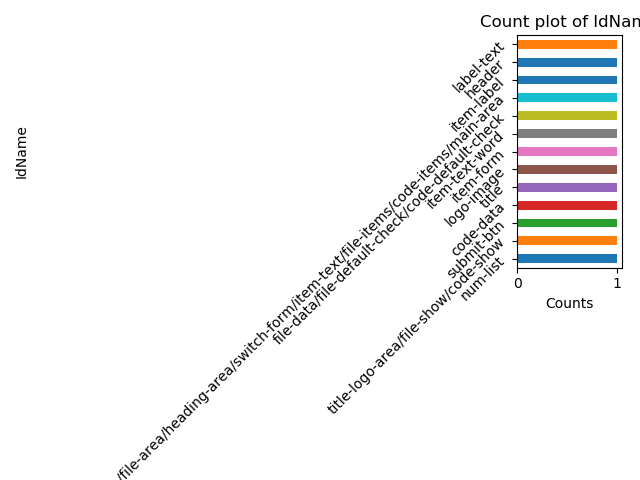 Count plot of IdNam
label-text
header
item-label
/file-area/heading-area/switch-form/item-text/file-items/code-items/main-area
file-data/file-default-check/code-default-check
item-text-word
item-form
logo-image
title
code-data
submit-btn
title-logo-area/file-show/code-show
num-list
IdName
0 1
Counts